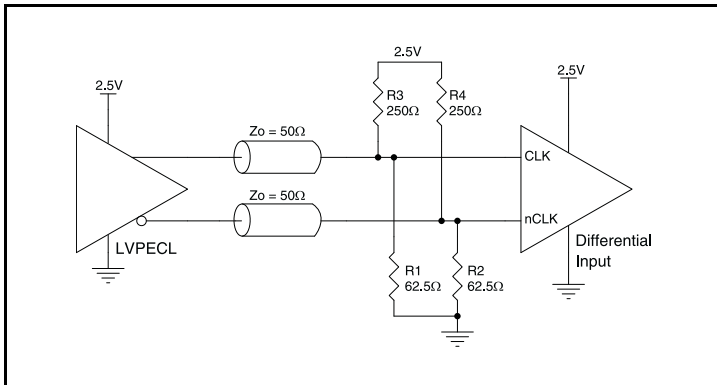 2.5V
2.5V
2.5V
R3
250Ω
R4
250Ω
Zo = 50Ω
CLK
Zo = 50Ω
nCLK
LVPECL
Differential
Input
R1
62.5Ω
R2
62.5Ω